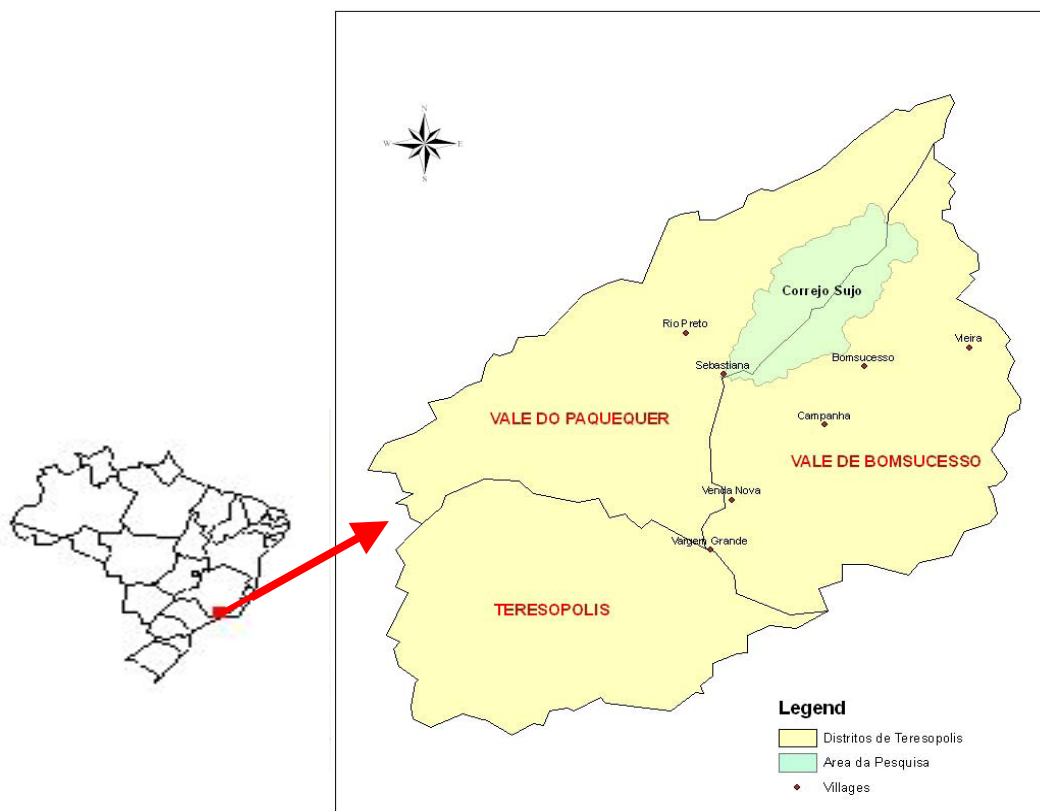 N
W
E
S
Correjo Sujo
Rio Preto
Vieira
Sebastiana
Bomsucesso
VALE DO PAQUEQUER
Campanha
VALE DE BOMSUCESSO
Venda Nova
Vargem Grande
TERESOPOLIS
Legend
Distritos de Teresopolis
Area da Pesquisa
Villages